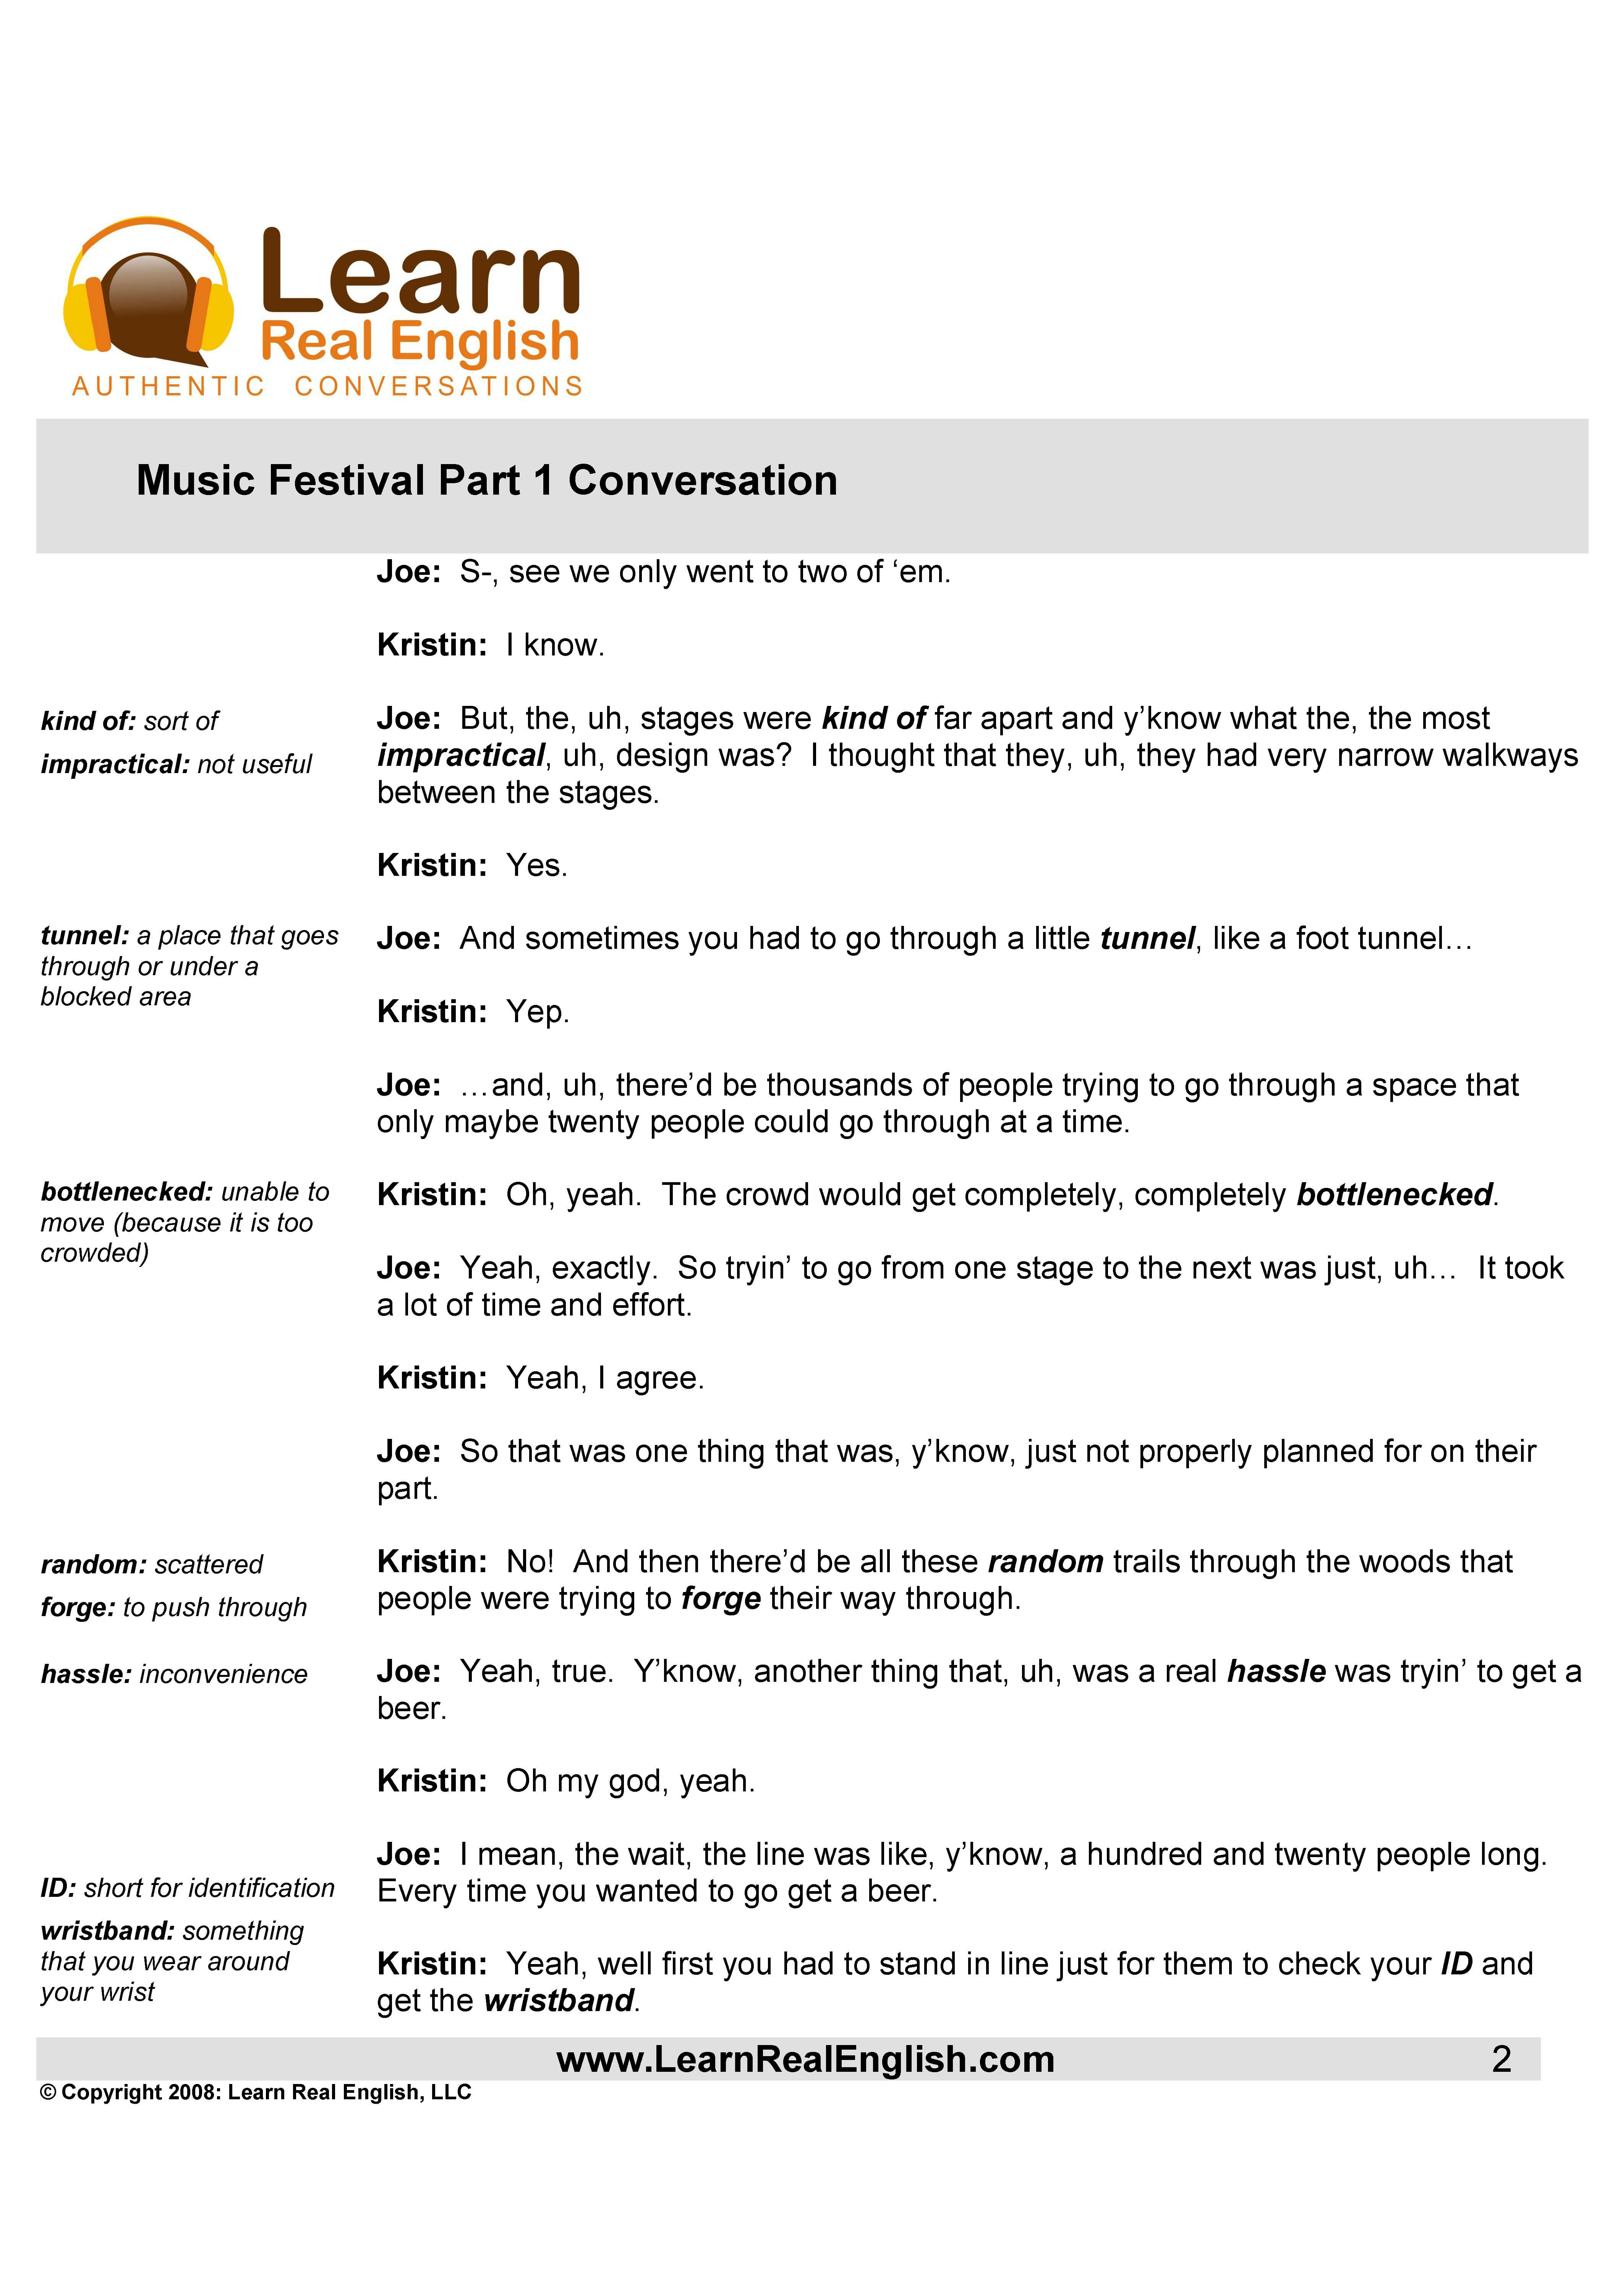 Learn
Real English
AUTHENTIC CONVERSATIONS
Music Festival Part 1 Conversation
Joe: S-, see we only went to two of ‘em.
Kristin: I know.
kind of: sort of
impractical: not useful
Joe: But, the, uh, stages were kind of far apart and y’know what the, the most
impractical, uh, design was? I thought that they, uh, they had very narrow walkways
between the stages.
Kristin: Yes.
tunnel: a place that goes
through or under a
blocked area
Joe: And sometimes you had to go through a little tunnel, like a foot tunnel…
Kristin: Yep.
Joe: …and, uh, there’d be thousands of people trying to go through a space that
only maybe twenty people could go through at a time.
bottlenecked: unable to
move (because it is too
crowded)
Kristin: Oh, yeah. The crowd would get completely, completely bottlenecked.
Joe: Yeah, exactly. So tryin’ to go from one stage to the next was just, uh… It took
a lot of time and effort.
Kristin: Yeah, I agree.
Joe: So that was one thing that was, y’know, just not properly planned for on their
part.
random: scattered
forge: to push through
Kristin: No! And then there’d be all these random trails through the woods that
people were trying to forge their way through.
hassle: inconvenience
Joe: Yeah, true. Y’know, another thing that, uh, was a real hassle was tryin’ to get a
beer.
Kristin: Oh my god, yeah.
Joe: I mean, the wait, the line was like, y’know, a hundred and twenty people long.
Every time you wanted to go get a beer.
ID: short for identification
wristband: something
that you wear around
your wrist
Kristin: Yeah, well first you had to stand in line just for them to check your ID and
get the wristband.
www.LearnRealEnglish.com 2
© Copyright 2008: Learn Real English, LLC